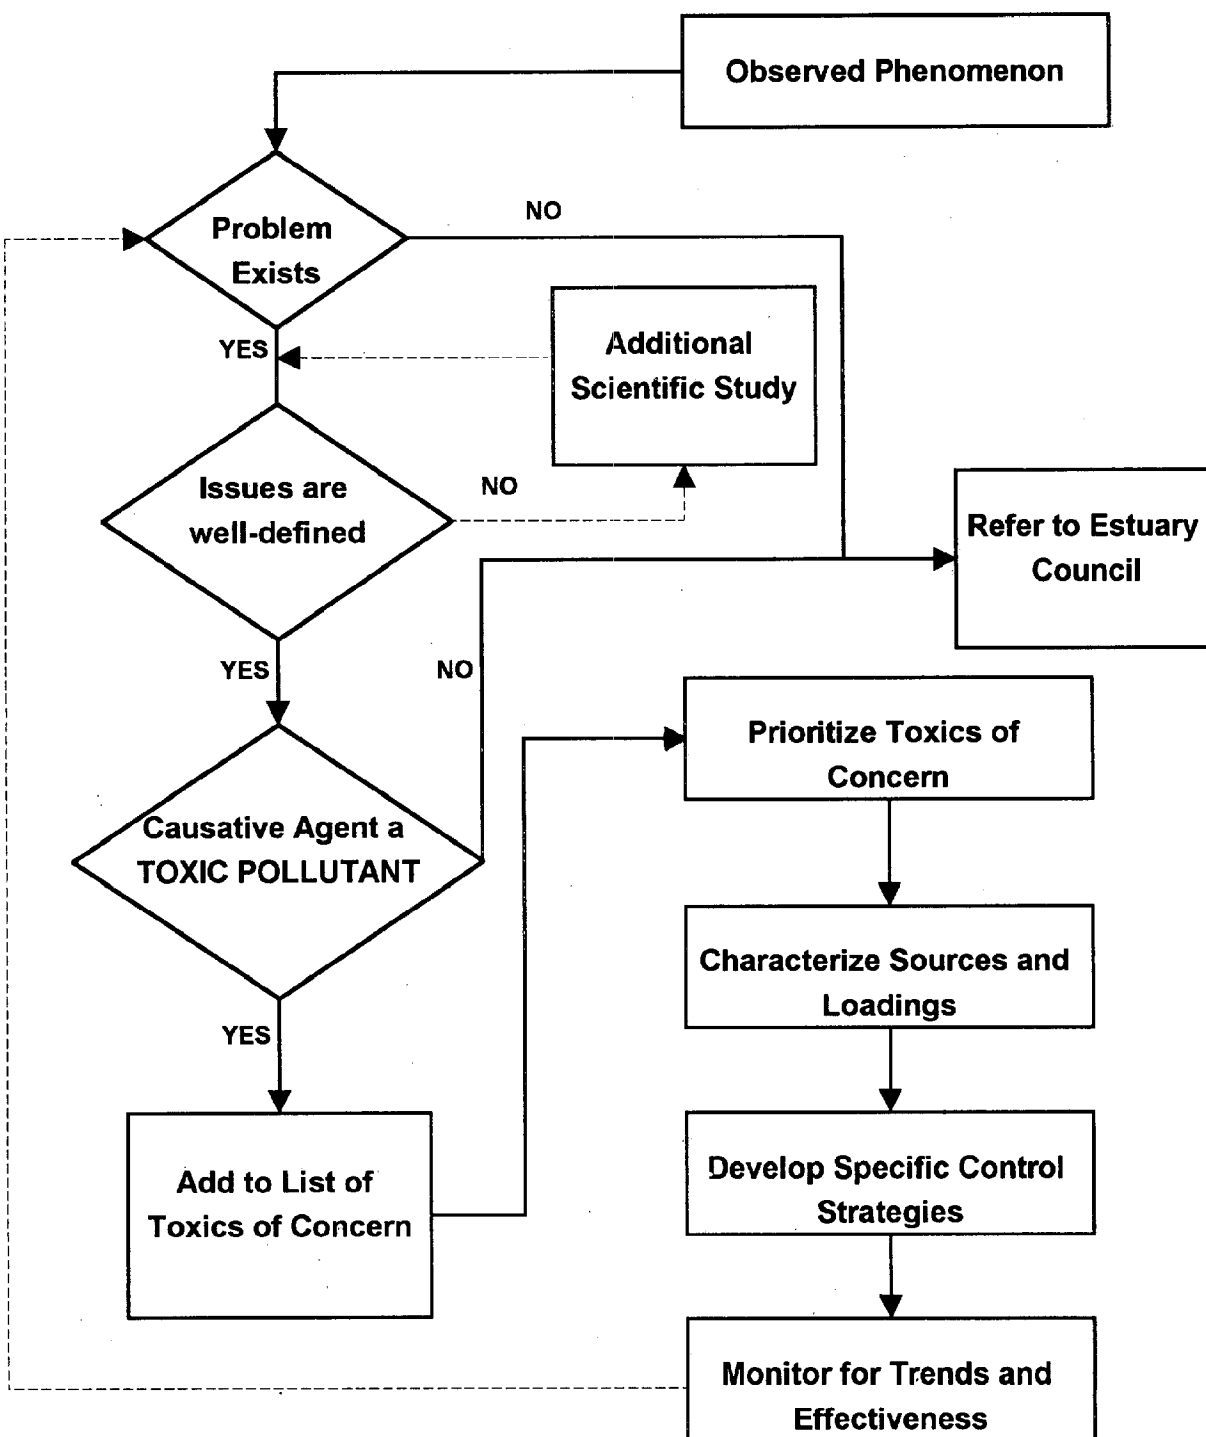 Observed Phenomenon
NO
Problem
Exists
YES
Additional
Scientific Study
Issues are
well-defined
NO
Refer to Estuary
Council
YES
NO
Prioritize Toxics of
Concern
Causative Agent a
TOXIC POLLUTANT
Characterize Sources and
Loadings
YES
Develop Specific Control
Strategies
Add to List of
Toxics of Concern
Monitor for Trends and
Effectiveness